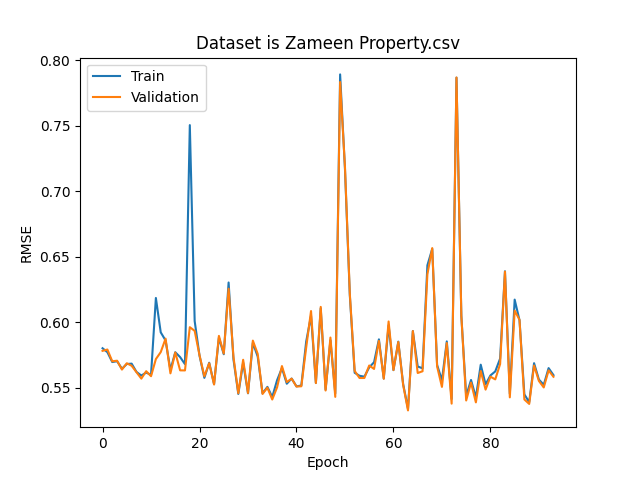 Dataset is Zameen Property.csv
Train
Validation
0.80
0.75
0.70
0.65
0.60
0.55
RMSE
0
20
40
60
80
Epoch